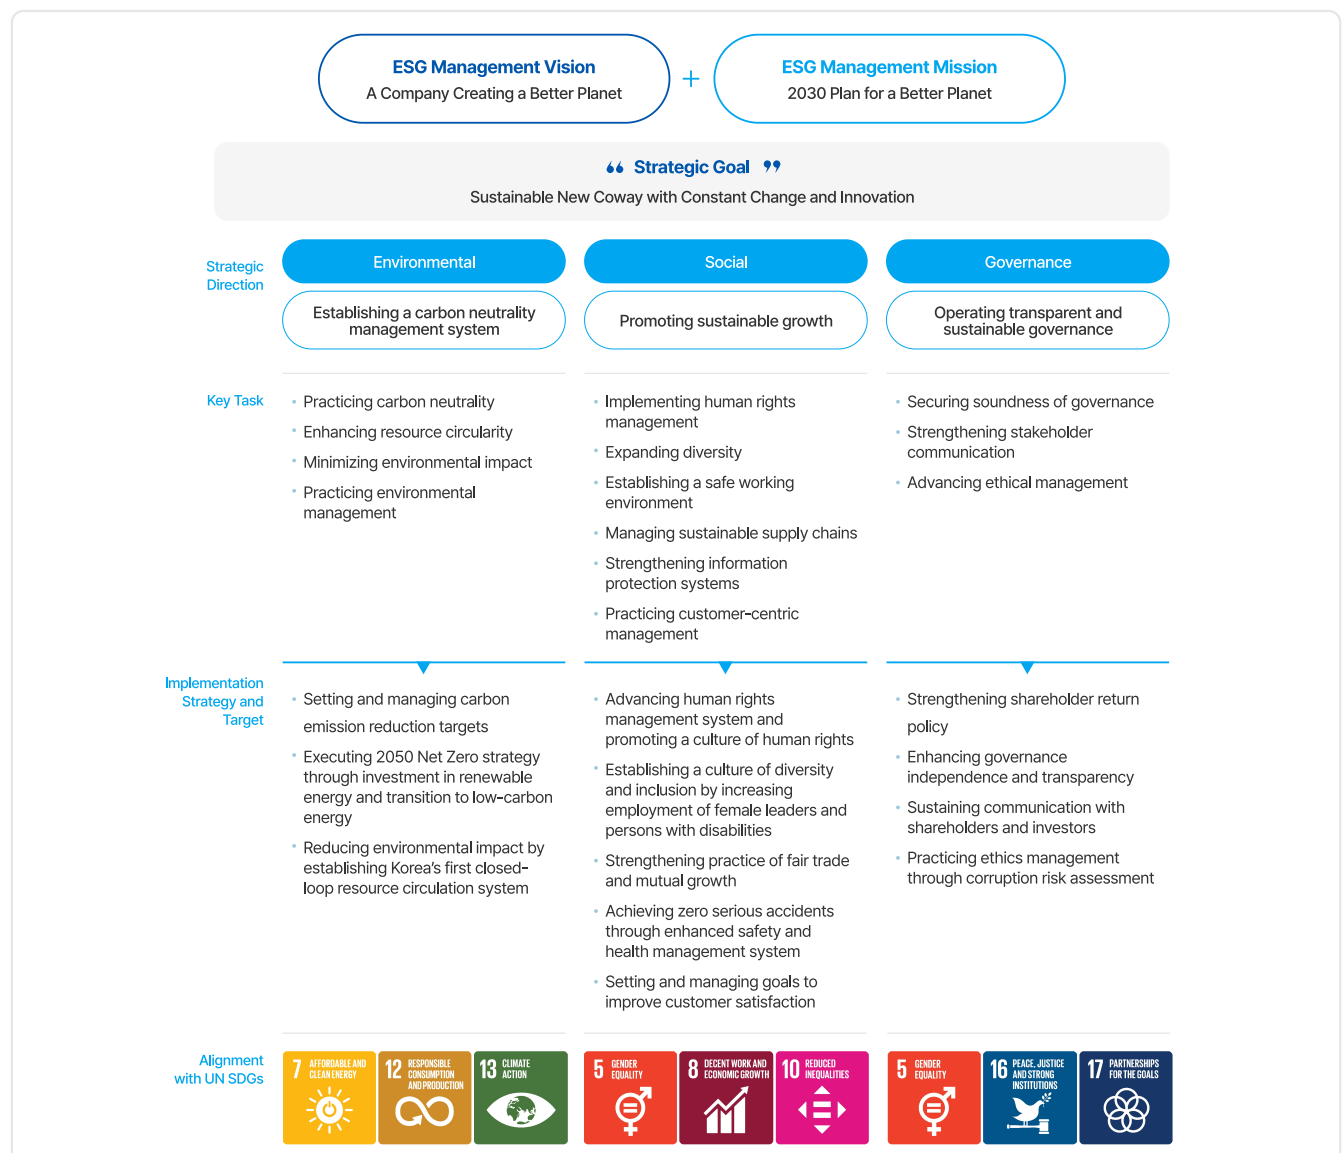 ESG Management Vision
A Company Creating a Better Planet
+
ESG Management Mission
2030 Plan for a Better Planet
“ Strategic Goal ”
Sustainable New Coway with Constant Change and Innovation
Strategic
Direction
Environmental
Establishing a carbon neutrality
management system
Social
Promoting sustainable growth
Governance
Operating transparent and
sustainable governance
Key Task
• Practicing carbon neutrality
• Enhancing resource circularity
• Minimizing environmental impact
• Practicing environmental
management
• Implementing human rights
management
• Expanding diversity
• Establishing a safe working
environment
• Managing sustainable supply chains
• Strengthening information
protection systems
• Practicing customer-centric
management
• Securing soundness of governance
• Strengthening stakeholder
communication
• Advancing ethical management
Implementation
Strategy and
Target
• Setting and managing carbon
emission reduction targets
• Executing 2050 Net Zero strategy
through investment in renewable
energy and transition to low-carbon
energy
• Reducing environmental impact by
establishing Korea's first closed-
loop resource circulation system
• Advancing human rights
management system and
promoting a culture of human rights
• Establishing a culture of diversity
and inclusion by increasing
employment of female leaders and
persons with disabilities
• Strengthening practice of fair trade
and mutual growth
• Achieving zero serious accidents
through enhanced safety and
health management system
• Setting and managing goals to
improve customer satisfaction
• Strengthening shareholder return
policy
• Enhancing governance
independence and transparency
• Sustaining communication with
shareholders and investors
• Practicing ethics management
through corruption risk assessment
Alignment
with UN SDGs
7 AFFORDABLE AND
CLEAN ENERGY
12 RESPONSIBLE
CONSUMPTION
AND PRODUCTION
13 CLIMATE
ACTION
5 GENDER
EQUALITY
8 DECENT WORK AND
ECONOMIC GROWTH
10 REDUCED
INEQUALITIES
5 GENDER
EQUALITY
16 PEACE, JUSTICE
AND STRONG
INSTITUTIONS
17 PARTNERSHIPS
FOR THE GOALS